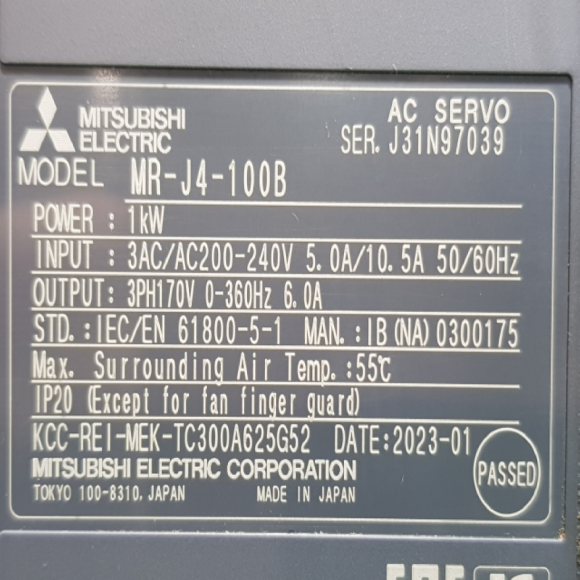 MITSUBISHI
ELECTRIC
AC SERVO
SER. J31N97039
MODEL MR-J4-100B
POWER : 1kW
INPUT : 3AC/AC200-240V 5.0A/10.5A 50/60Hz
OUTPUT: 3PH170V 0-360Hz 6.0A
STD.:IEC/EN 61800-5-1 MAN.:IB(NA)0300175
Max. Surrounding Air Temp.:55℃
IP20 (Except for fan finger guard)
KCC-REI-MEK-TC300A625G52 DATE:2023-01
MITSUBISHI ELECTRIC CORPORATION
PASSED
TOKYO 100-8310, JAPAN MADE IN JAPAN